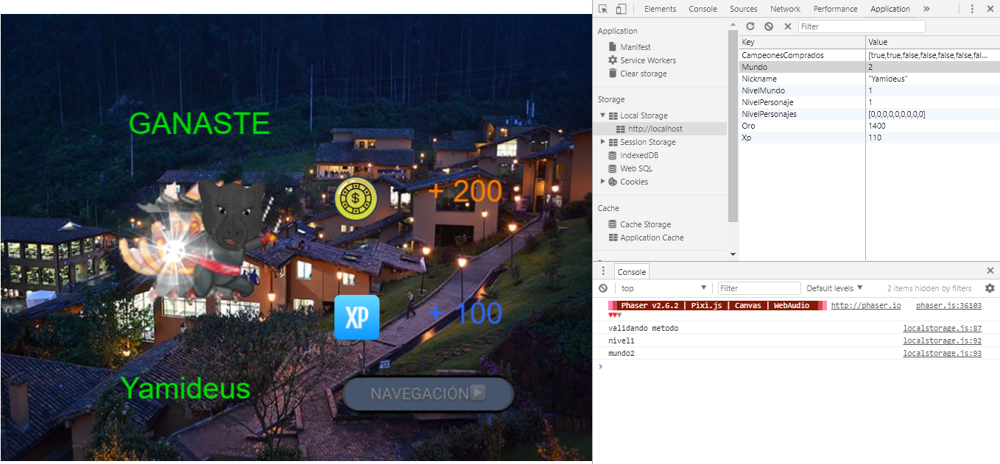 GANASTE
$
+ 200
XP
+ 100
Yamideus
NAVEGACIÓN
Elements Console Sources Network Performance Application »
Application
Manifest
Service Workers
Clear storage
Storage
Local Storage
http://localhost
Session Storage
IndexedDB
Web SQL
Cookies
Cache
Cache Storage
Application Cache
Filter
Key Value
CampeonesComprados [true,true,false,false,false,false,fal...
Mundo 2
Nickname "Yamideus"
NivelMundo 1
NivelPersonaje 1
NivelPersonajes [0,0,0,0,0,0,0,0,0]
Oro 1400
Xp 110
Console
top Filter Default levels 2 items hidden by filters
Phaser v2.6.2 | Pixi.js | Canvas | WebAudio http://phaser.io phaser.js:36103
♥♥♥
validando metodo localstorage.js:87
nivel1 localstorage.js:92
mundo2 localstorage.js:93